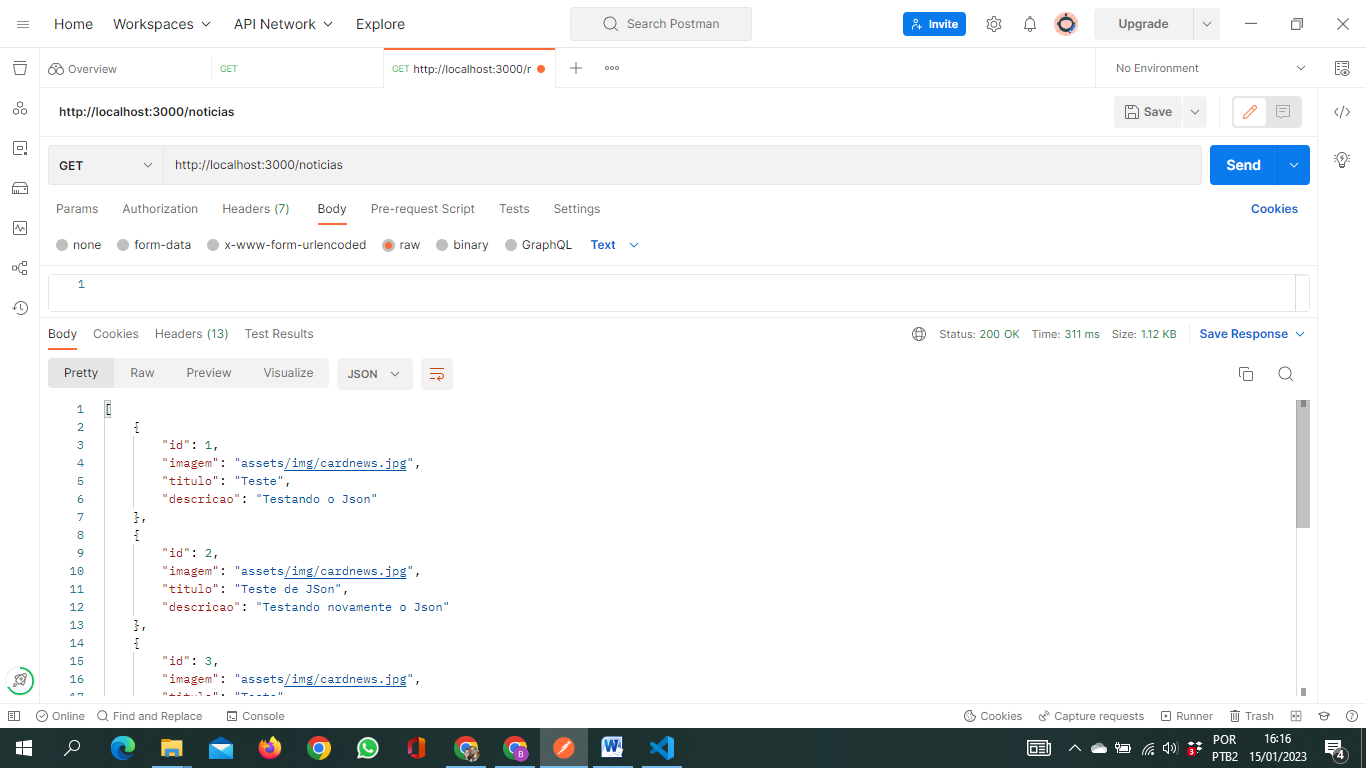 Home Workspaces API Network Explore Search Postman Invite Upgrade
Overview GET GET http://localhost:3000/r No Environment
http://localhost:3000/noticias Save
GET http://localhost:3000/noticias Send
Params Authorization Headers (7) Body Pre-request Script Tests Settings Cookies
none form-data x-www-form-urlencoded raw binary GraphQL Text
1
Body Cookies Headers (13) Test Results Status: 200 OK Time: 311 ms Size: 1.12 KB Save Response
Pretty Raw Preview Visualize JSON
1 [
2 {
3 "id": 1,
4 "imagem": "assets/img/cardnews.jpg",
5 "titulo": "Teste",
6 "descricao": "Testando o Json"
7 },
8 {
9 "id": 2,
10 "imagem": "assets/img/cardnews.jpg",
11 "titulo": "Teste de JSon",
12 "descricao": "Testando novamente o Json"
13 },
14 {
15 "id": 3,
16 "imagem": "assets/img/cardnews.jpg",
17 "titulo": "Teste"
Online Find and Replace Console Cookies Capture requests Runner Trash
B W 3 POR 16:16 4
PTB2 15/01/2023